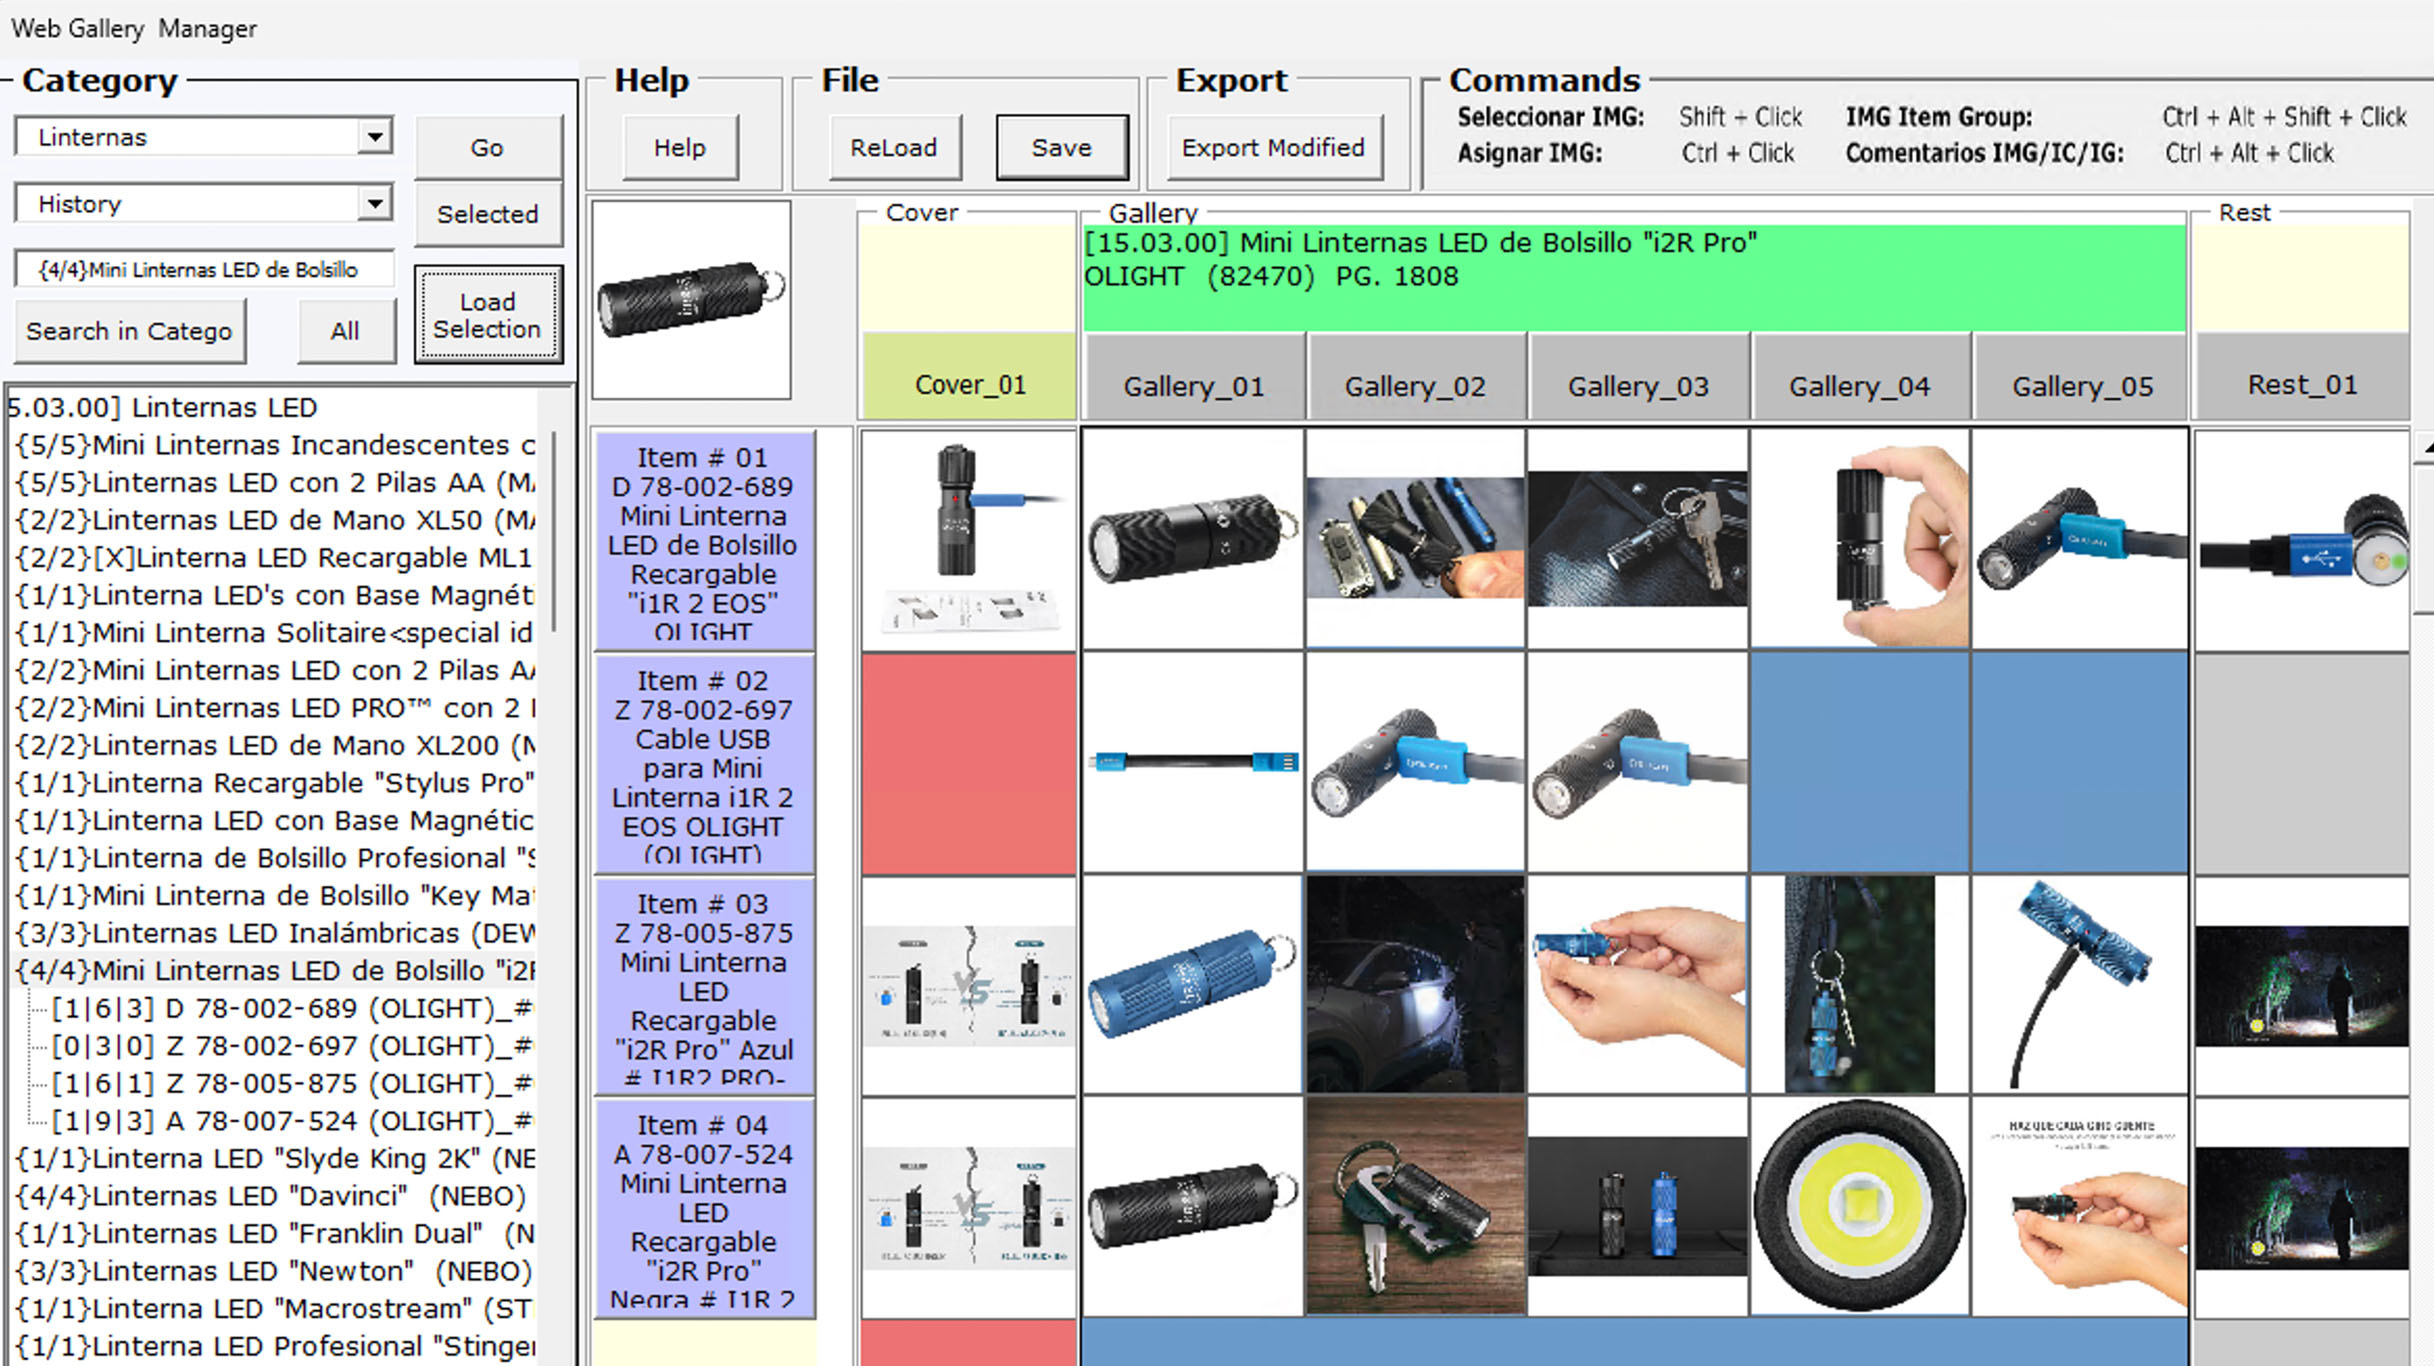 Web Gallery Manager
Category
Linternas
Go
History
Selected
{4/4}Mini Linternas LED de Bolsillo
Load
Selection
Search in Catego
All
5.03.00] Linternas LED
{5/5}Mini Linternas Incandescentes c
{5/5}Linternas LED con 2 Pilas AA (MA
{2/2}Linternas LED de Mano XL50 (MA
{2/2}[X]Linterna LED Recargable ML1
{1/1}Linterna LED's con Base Magnéti
{1/1}Mini Linterna Solitaire<special id
{2/2}Mini Linternas LED con 2 Pilas AA
{2/2}Mini Linternas LED PRO™ con 2
{2/2}Linternas LED de Mano XL200 (M
{1/1}Linterna Recargable "Stylus Pro"
{1/1}Linterna LED con Base Magnétic
{1/1}Linterna de Bolsillo Profesional "S
{1/1}Mini Linterna de Bolsillo "Key Mat
{3/3}Linternas LED Inalámbricas (DEW
{4/4}Mini Linternas LED de Bolsillo "i2R
[1|6|3] D 78-002-689 (OLIGHT)_#
[0|3|0] Z 78-002-697 (OLIGHT)_#
[1|6|1] Z 78-005-875 (OLIGHT)_#
[1|9|3] A 78-007-524 (OLIGHT)_#
{1/1}Linterna LED "Slyde King 2K" (NE
{4/4}Linternas LED "Davinci" (NEBO)
{1/1}Linternas LED "Franklin Dual" (N
{3/3}Linternas LED "Newton" (NEBO)
{1/1}Linterna LED "Macrostream" (ST
{1/1}Linterna LED Profesional "Stinger
Help
Help
File
ReLoad
Save
Export
Export Modified
Commands
Seleccionar IMG: Shift + Click IMG Item Group: Ctrl + Alt + Shift + Click
Asignar IMG: Ctrl + Click Comentarios IMG/IC/IG: Ctrl + Alt + Click
Cover
Gallery
Rest
[15.03.00] Mini Linternas LED de Bolsillo "i2R Pro"
OLIGHT (82470) PG. 1808
Cover_01
Gallery_01
Gallery_02
Gallery_03
Gallery_04
Gallery_05
Rest_01
Item # 01
D 78-002-689
Mini Linterna
LED de Bolsillo
Recargable
"i1R 2 EOS"
OLIGHT
Item # 02
Z 78-002-697
Cable USB
para Mini
Linterna i1R 2
EOS OLIGHT
(OLIGHT)
Item # 03
Z 78-005-875
Mini Linterna
LED
Recargable
"i2R Pro" Azul
# I1R2 PRO-
VS
Item # 04
A 78-007-524
Mini Linterna
LED
Recargable
"i2R Pro"
Negra # I1R 2
VS
HAZ QUE CADA GIRO CUENTE